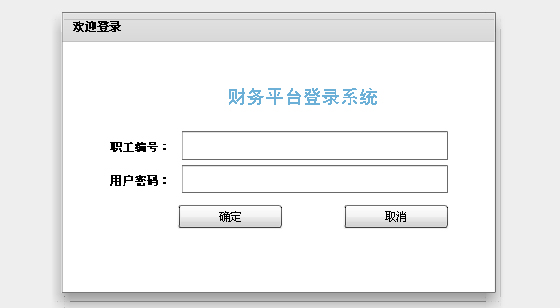 欢迎登录
财务平台登录系统
职工编号：
用户密码：
确定 取消